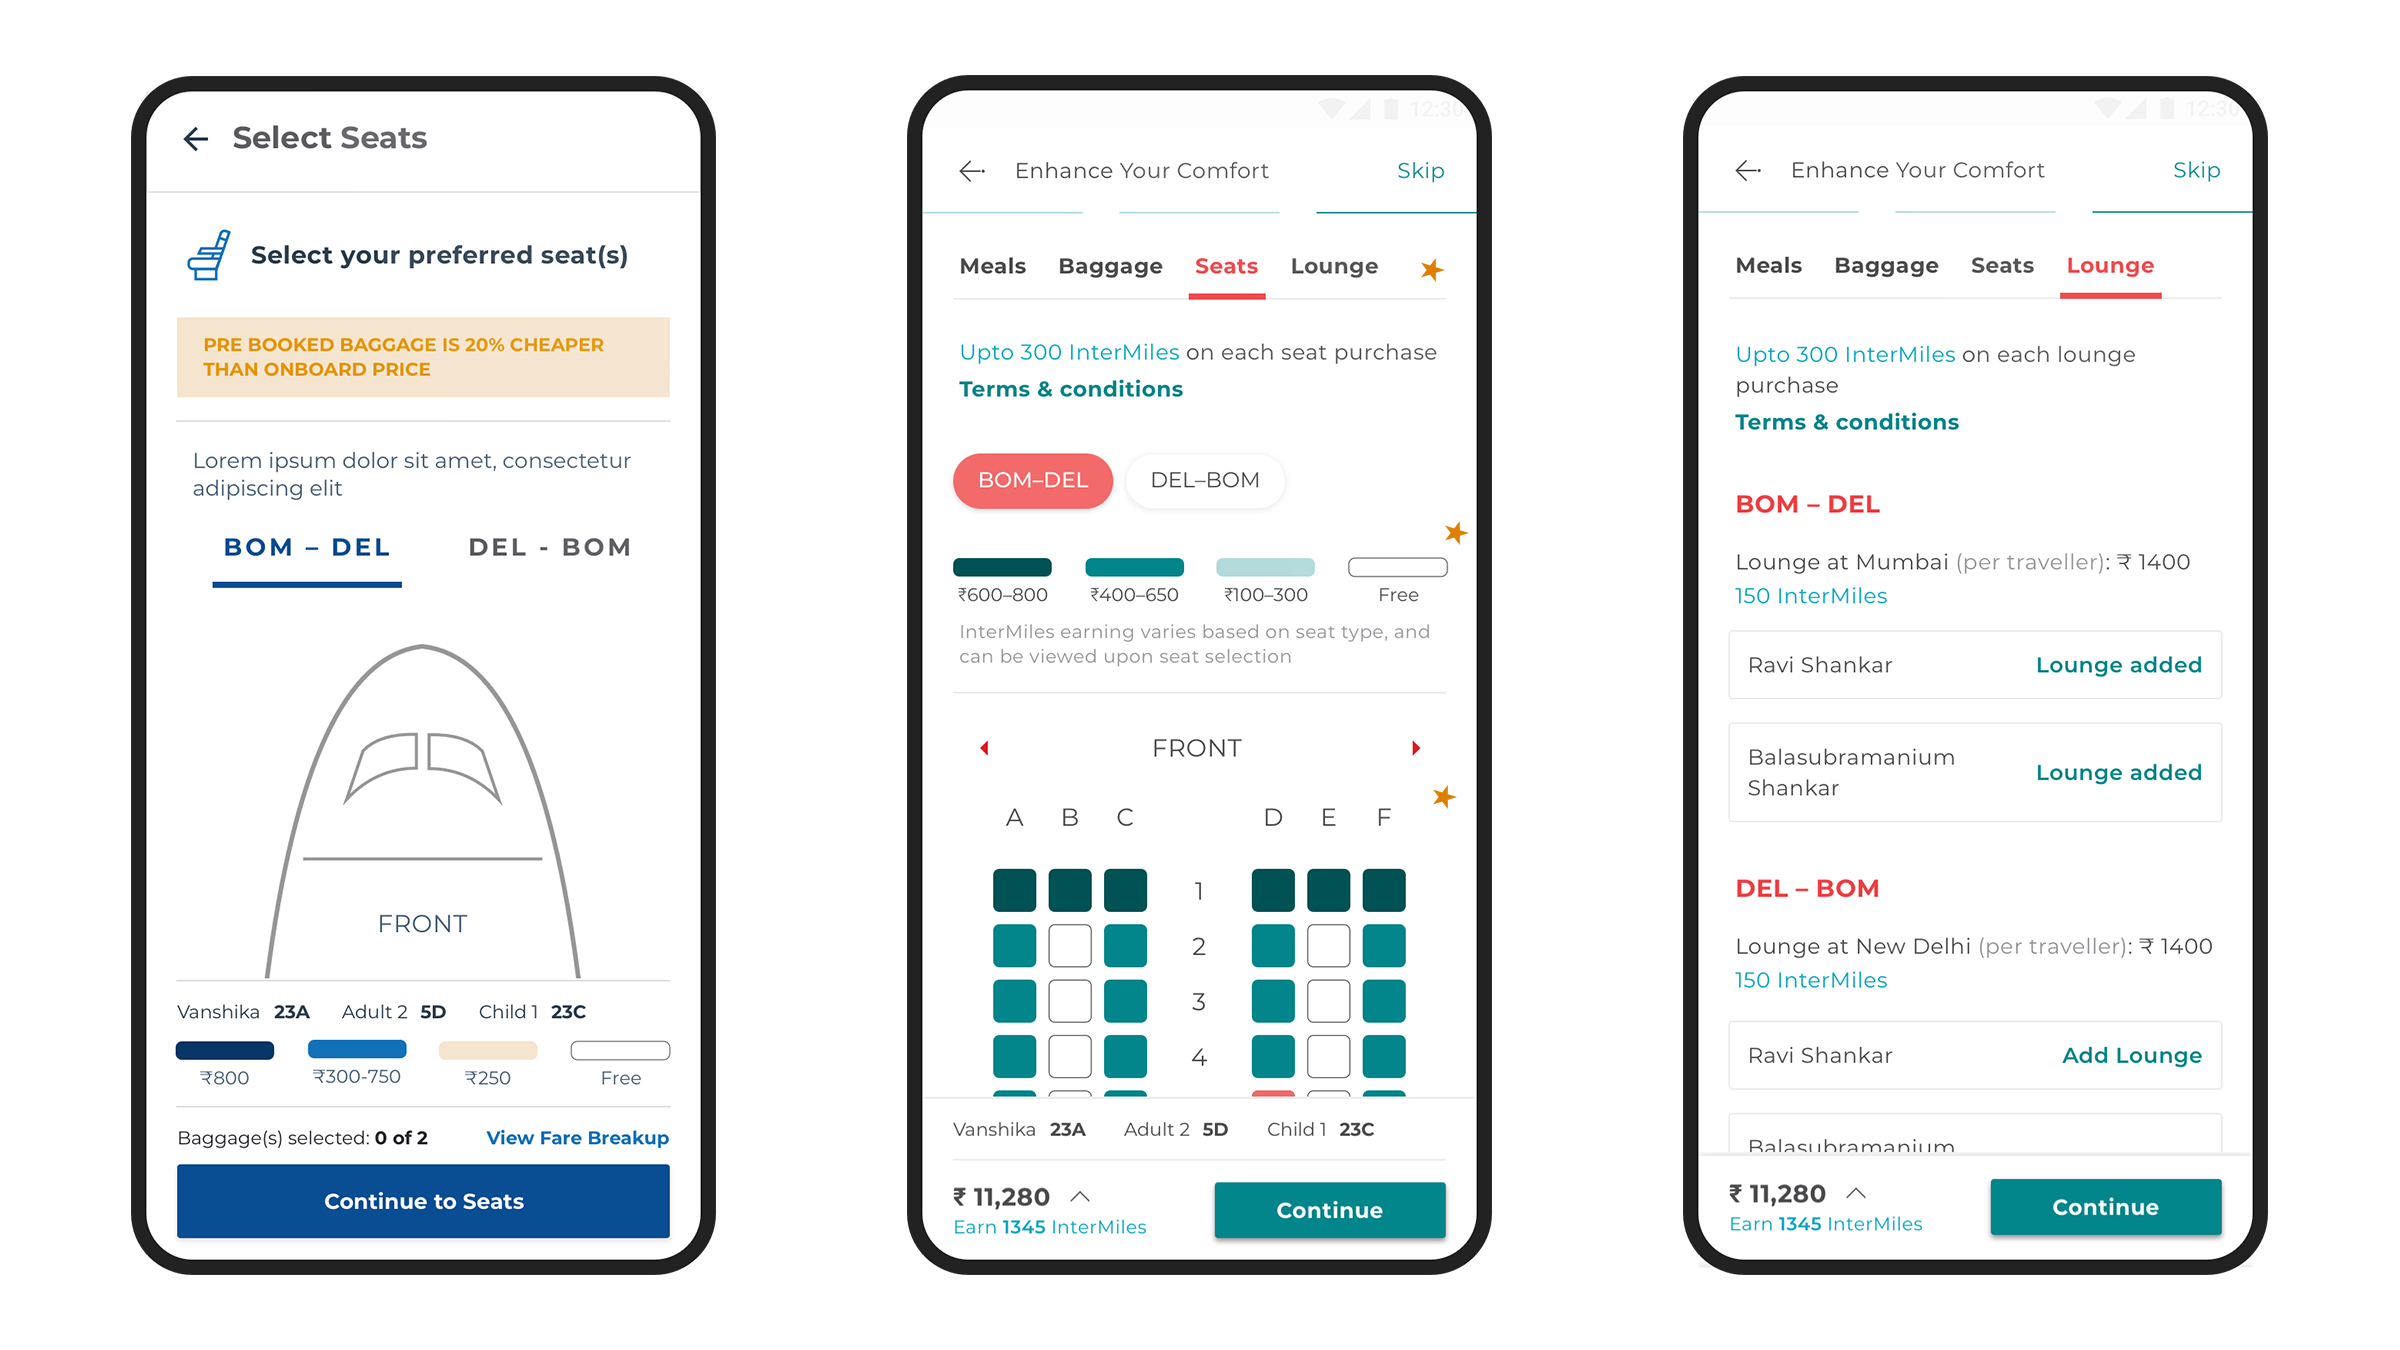 Select Seats
Select your preferred seat(s)
PRE BOOKED BAGGAGE IS 20% CHEAPER
THAN ONBOARD PRICE
Lorem ipsum dolor sit amet, consectetur
adipiscing elit
BOM – DEL DEL - BOM
FRONT
Vanshika 23A Adult 2 5D Child 1 23C
₹800 ₹300-750 ₹250 Free
Baggage(s) selected: 0 of 2 View Fare Breakup
Continue to Seats
12:30
Enhance Your Comfort Skip
Meals Baggage Seats Lounge
Upto 300 InterMiles on each seat purchase
Terms & conditions
BOM–DEL DEL–BOM
₹600–800 ₹400–650 ₹100–300 Free
InterMiles earning varies based on seat type, and
can be viewed upon seat selection
FRONT
A B C D E F
1
2
3
4
Vanshika 23A Adult 2 5D Child 1 23C
₹ 11,280
Earn 1345 InterMiles
Continue
12:30
Enhance Your Comfort Skip
Meals Baggage Seats Lounge
Upto 300 InterMiles on each lounge
purchase
Terms & conditions
BOM – DEL
Lounge at Mumbai (per traveller): ₹ 1400
150 InterMiles
Ravi Shankar Lounge added
Balasubramanium
Shankar
Lounge added
DEL – BOM
Lounge at New Delhi (per traveller): ₹ 1400
150 InterMiles
Ravi Shankar Add Lounge
Balasubramanium
₹ 11,280
Earn 1345 InterMiles
Continue